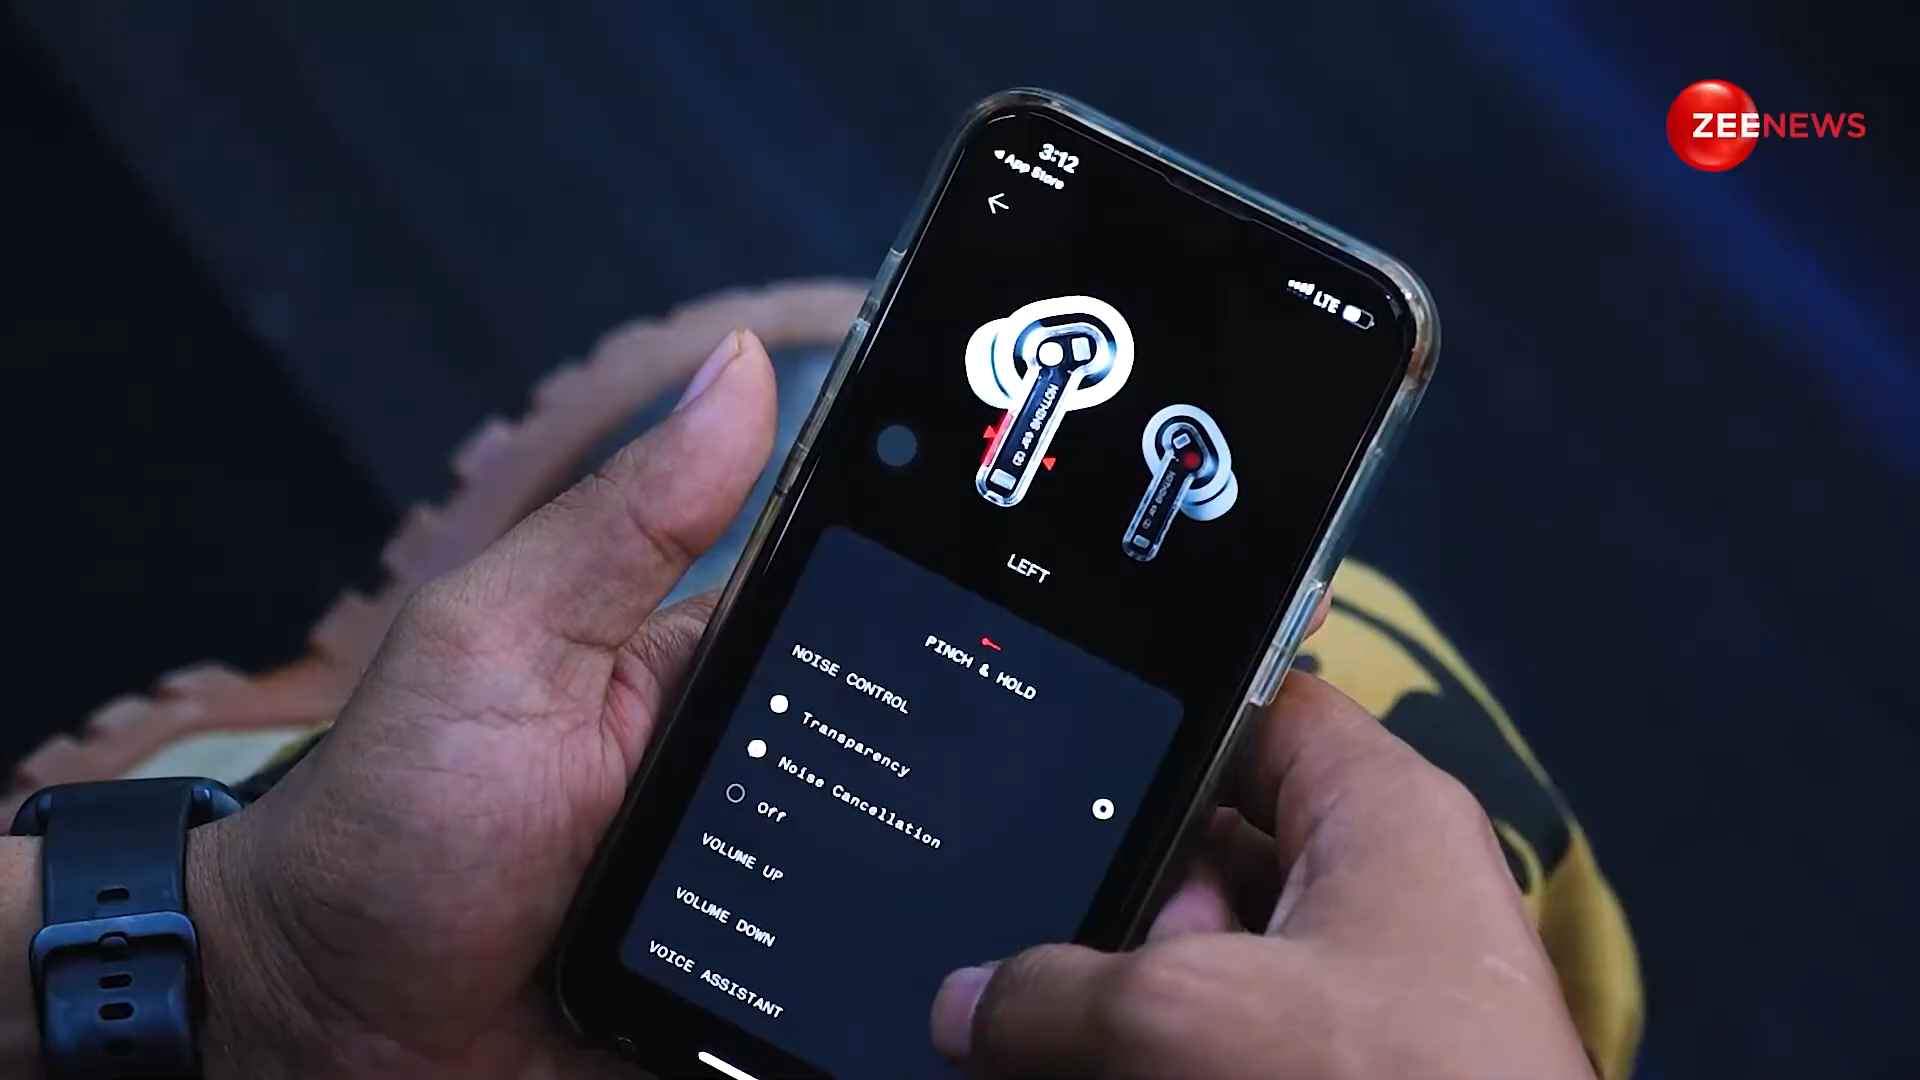 ZEENEWS
3:12
App Store
LTE
NOTHING
LEFT
PINCH & HOLD
NOISE CONTROL
Transparency
Noise Cancellation
Off
VOLUME UP
VOLUME DOWN
VOICE ASSISTANT